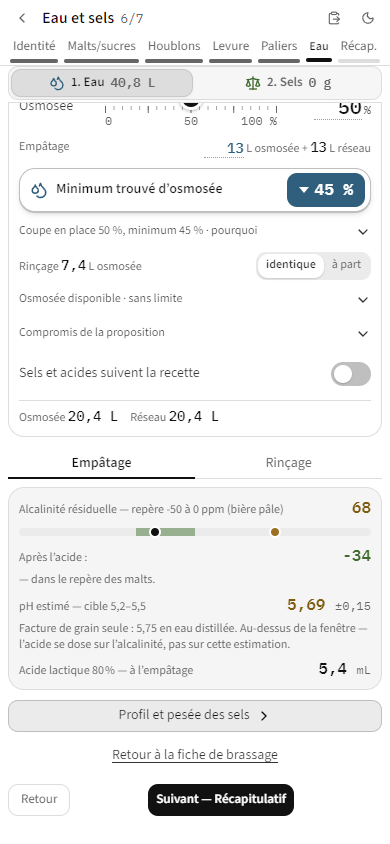 Eau et sels 6/7
Identité Malts/sucres Houblons Levure Paliers Eau Récap.
1. Eau 40,8 L 2. Sels 0 g
Osmosée 50 %
0 50 100 %
Empâtage 13 L osmosée + 13 L réseau
Minimum trouvé d'osmosée 45 %
Coupe en place 50 %, minimum 45 % · pourquoi
Rinçage 7,4 L osmosée identique à part
Osmosée disponible · sans limite
Compromis de la proposition
Sels et acides suivent la recette
Osmosée 20,4 L Réseau 20,4 L
Empâtage Rinçage
Alcalinité résiduelle — repère -50 à 0 ppm (bière pâle) 68
Après l'acide : -34
— dans le repère des malts.
pH estimé — cible 5,2–5,5 5,69 ±0,15
Facture de grain seule : 5,75 en eau distillée. Au-dessus de la fenêtre —
l'acide se dose sur l'alcalinité, pas sur cette estimation.
Acide lactique 80 % — à l'empâtage 5,4 mL
Profil et pesée des sels
Retour à la fiche de brassage
Retour Suivant — Récapitulatif